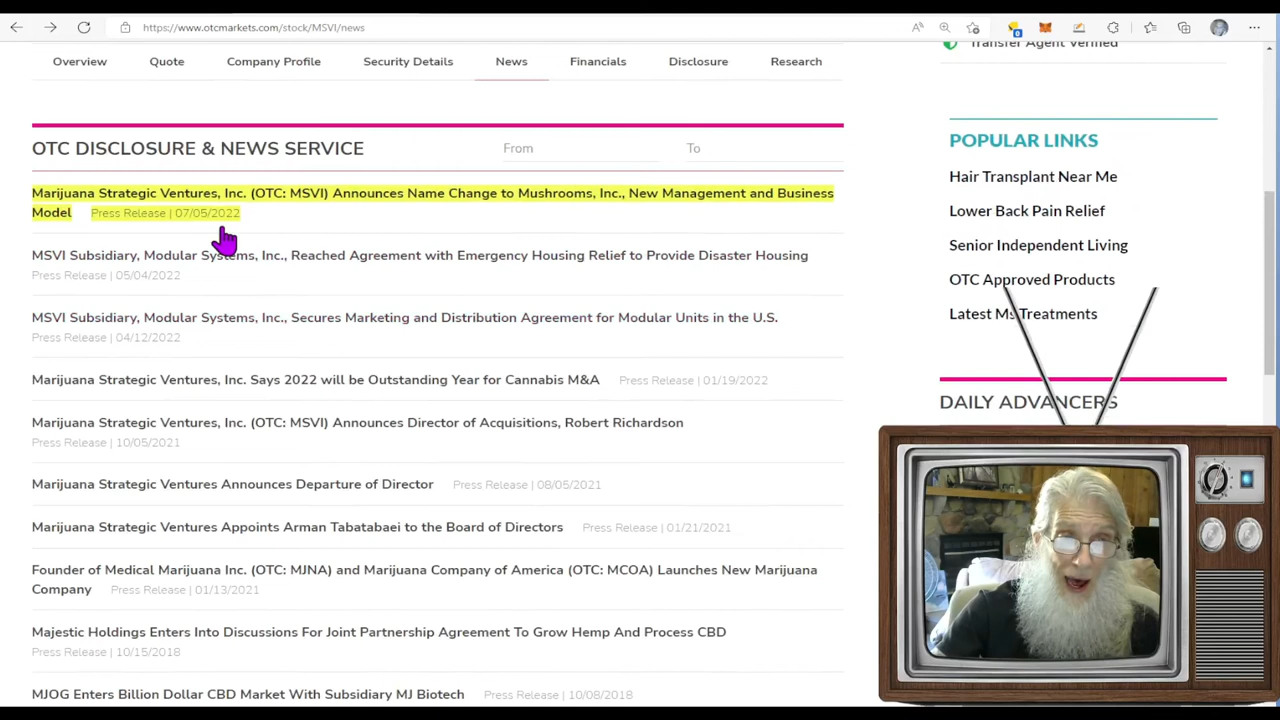 https://www.otcmarkets.com/stock/MSVI/news
Transfer Agent Verified
Overview Quote Company Profile Security Details News Financials Disclosure Research
OTC DISCLOSURE & NEWS SERVICE From To
Marijuana Strategic Ventures, Inc. (OTC: MSVI) Announces Name Change to Mushrooms, Inc., New Management and Business
Model Press Release | 07/05/2022
MSVI Subsidiary, Modular Systems, Inc., Reached Agreement with Emergency Housing Relief to Provide Disaster Housing
Press Release | 05/04/2022
MSVI Subsidiary, Modular Systems, Inc., Secures Marketing and Distribution Agreement for Modular Units in the U.S.
Press Release | 04/12/2022
Marijuana Strategic Ventures, Inc. Says 2022 will be Outstanding Year for Cannabis M&A Press Release | 01/19/2022
Marijuana Strategic Ventures, Inc. (OTC: MSVI) Announces Director of Acquisitions, Robert Richardson
Press Release | 10/05/2021
Marijuana Strategic Ventures Announces Departure of Director Press Release | 08/05/2021
Marijuana Strategic Ventures Appoints Arman Tabatabaei to the Board of Directors Press Release | 01/21/2021
Founder of Medical Marijuana Inc. (OTC: MJNA) and Marijuana Company of America (OTC: MCOA) Launches New Marijuana
Company Press Release | 01/13/2021
Majestic Holdings Enters Into Discussions For Joint Partnership Agreement To Grow Hemp And Process CBD
Press Release | 10/15/2018
MJOG Enters Billion Dollar CBD Market With Subsidiary MJ Biotech Press Release | 10/08/2018
POPULAR LINKS
Hair Transplant Near Me
Lower Back Pain Relief
Senior Independent Living
OTC Approved Products
Latest Ms Treatments
DAILY ADVANCERS